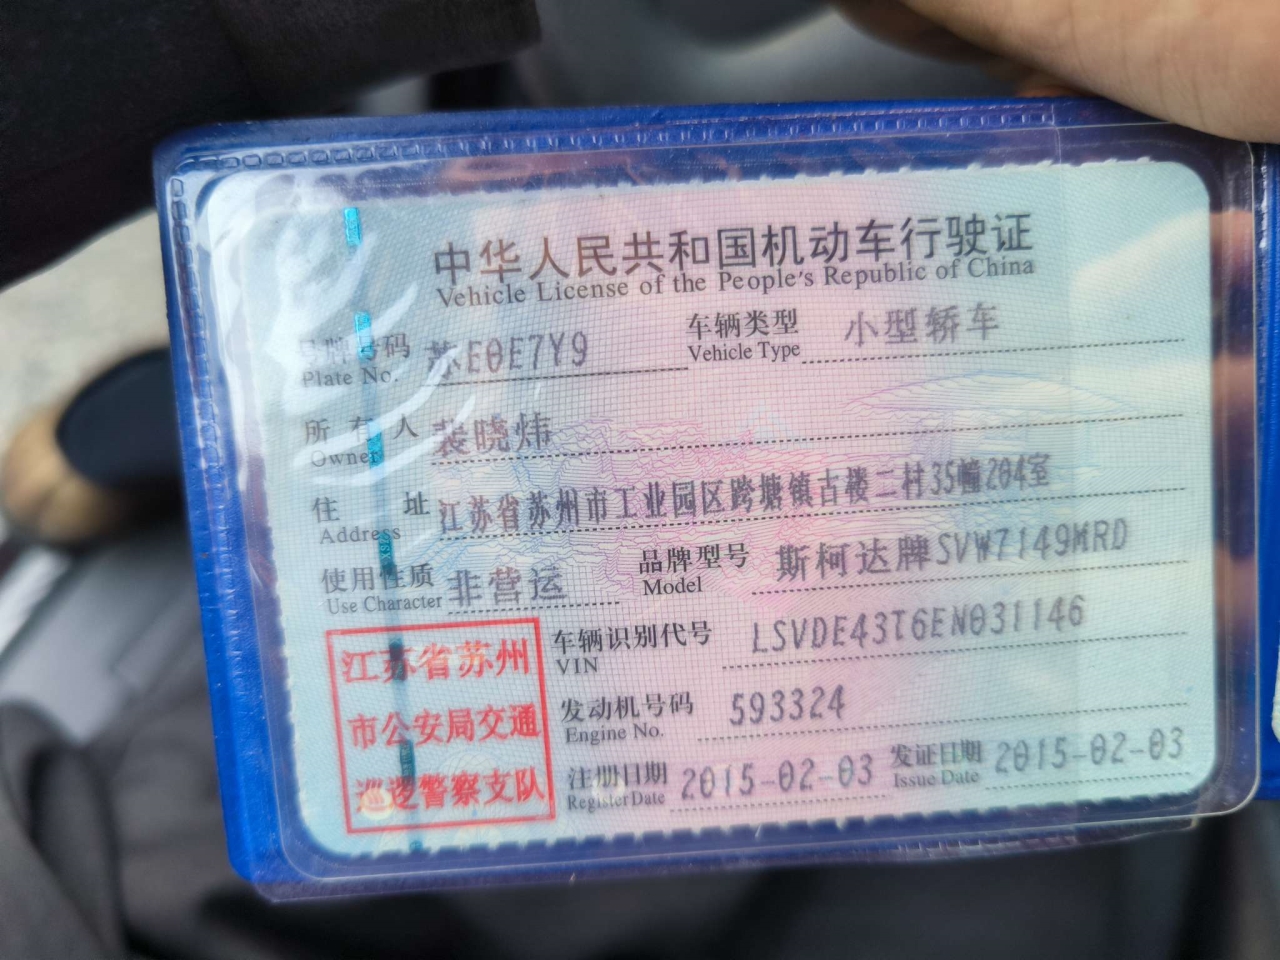 中华人民共和国机动车行驶证
Vehicle License of the People's Republic of China
号牌号码 苏E0E7Y9 车辆类型 小型轿车
Plate No. Vehicle Type
所有人 裴晓炜
Owner
住址 江苏省苏州市工业园区跨塘镇古楼二村35幢204室
Address
使用性质 非营运 品牌型号 斯柯达牌SVW7149MRD
Use Character Model
车辆识别代号 LSVDE43T6EN031146
VIN
发动机号码 593324
Engine No.
注册日期 2015-02-03 发证日期 2015-02-03
Register Date Issue Date
江苏省苏州
市公安局交通
巡逻警察支队